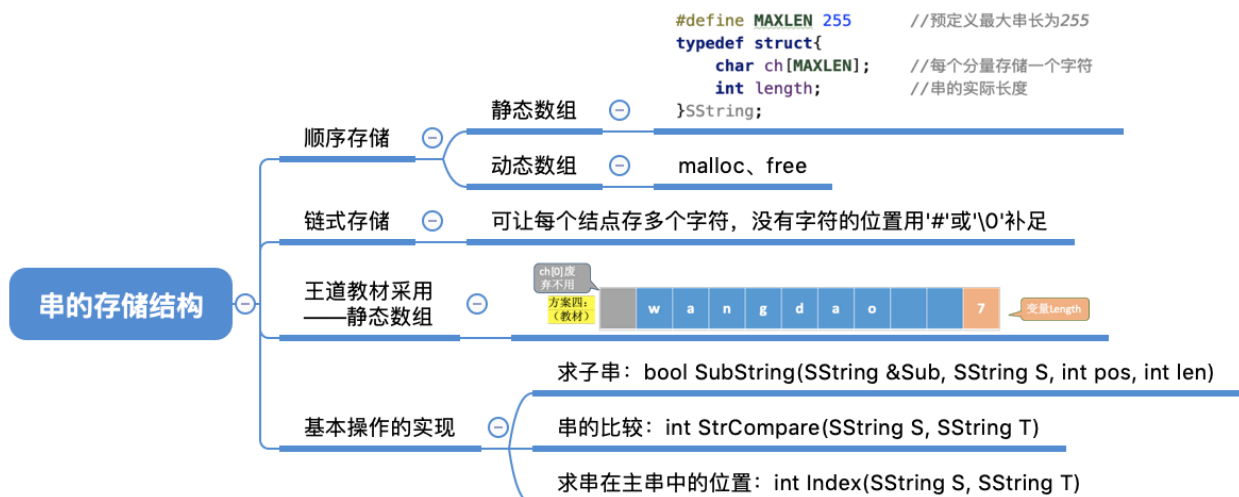 #define MAXLEN 255 //预定义最大串长为255
typedef struct{
char ch[MAXLEN]; //每个分量存储一个字符
int length; //串的实际长度
}SString;
静态数组
顺序存储
动态数组
malloc、free
链式存储
可让每个结点存多个字符，没有字符的位置用'#'或'\0'补足
串的存储结构
王道教材采用
——静态数组
ch[0]废
弃不用
方案四：
（教材）
w a n g d a o 7
变量Length
基本操作的实现
求子串：bool SubString(SString &Sub, SString S, int pos, int len)
串的比较：int StrCompare(SString S, SString T)
求串在主串中的位置：int Index(SString S, SString T)